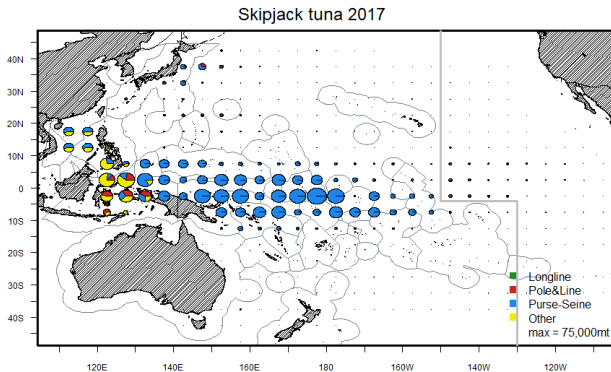 Skipjack tuna 2017
40N
30N
20N
10N
0
10S
20S
30S
40S
Longline
Pole&Line
Purse-Seine
Other
max = 75,000mt
120E
140E
160E
180
160W
140W
120W